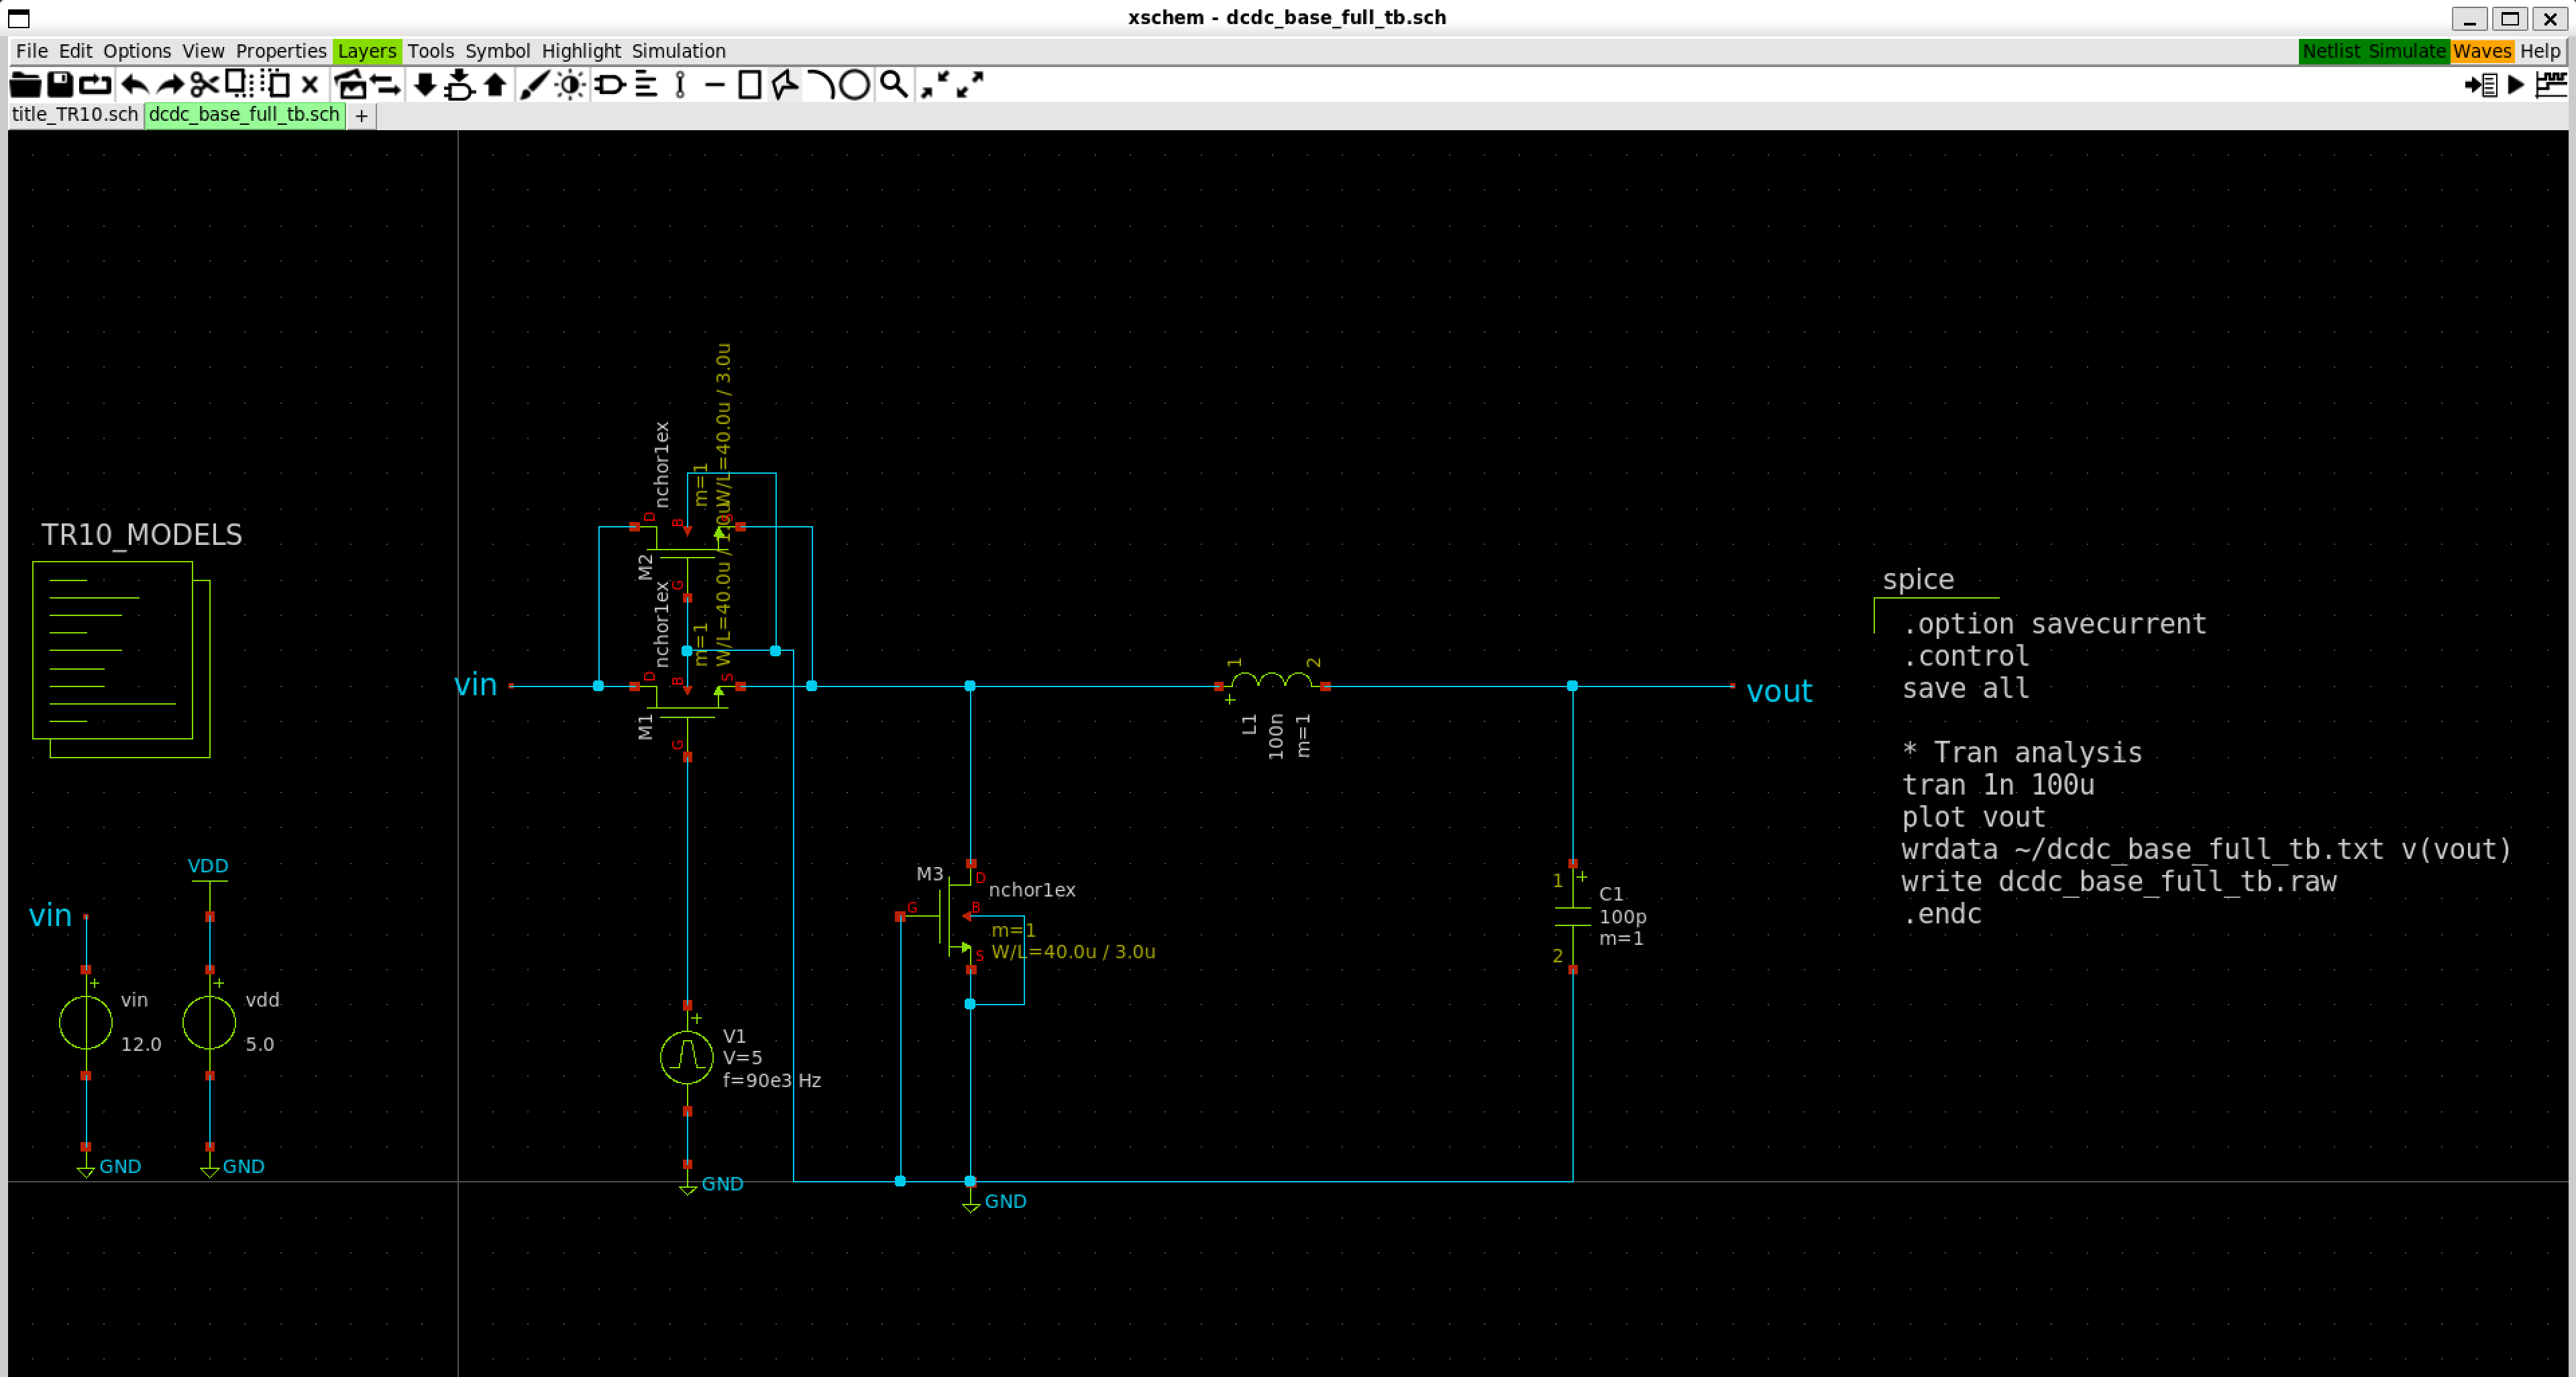 xschem - dcdc_base_full_tb.sch
File Edit Options View Properties Layers Tools Symbol Highlight Simulation
Netlist Simulate Waves Help
title_TR10.sch dcdc_base_full_tb.sch +
TR10_MODELS
VDD
vin
+
vin
12.0
GND
+
vdd
5.0
GND
vin
nchor1ex
m=1
W/L=40.0u / 3.0u
D
B
M2
G
nchor1ex
m=1
W/L=40.0u /
D
B
S
M1
G
+
V1
V=5
f=90e3 Hz
GND
M3
D
nchor1ex
G
B
m=1
W/L=40.0u / 3.0u
S
GND
1
2
+
L1
100n
m=1
vout
1
+
C1
100p
m=1
2
spice
.option savecurrent
.control
save all
* Tran analysis
tran 1n 100u
plot vout
wrdata ~/dcdc_base_full_tb.txt v(vout)
write dcdc_base_full_tb.raw
.endc